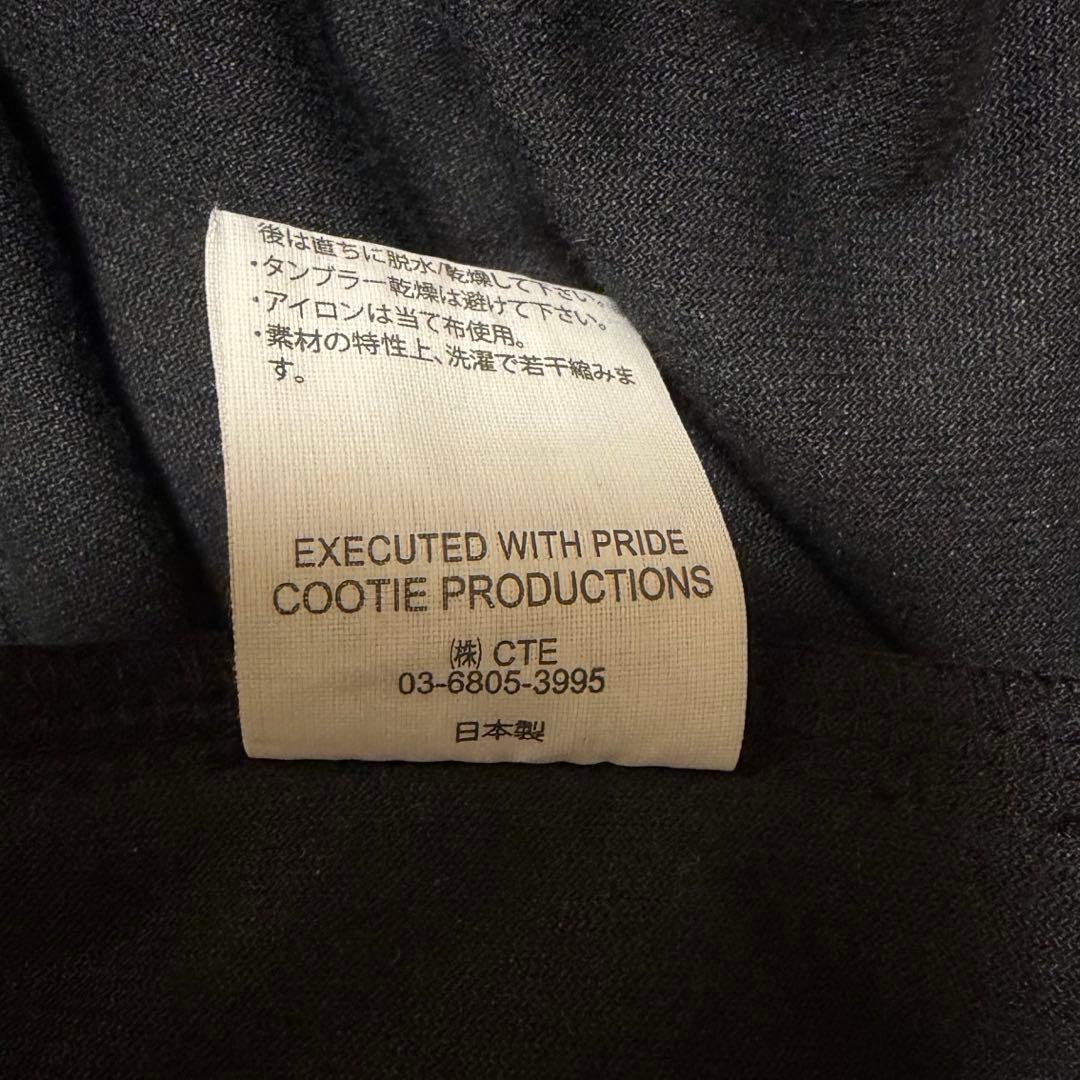 後は直ちに脱水/乾燥して下さい。
・タンブラー乾燥は避けて下さい。
・アイロンは当て布使用。
・素材の特性上、洗濯で若干縮みま
す。
EXECUTED WITH PRIDE
COOTIE PRODUCTIONS
㈱ CTE
03-6805-3995
日本製